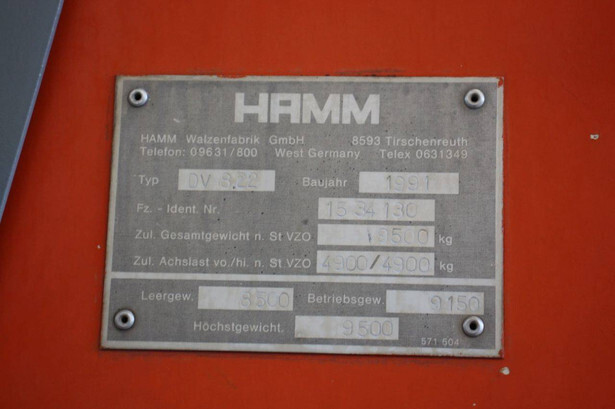 HAMM
HAMM Walzenfabrik GmbH 8593 Tirschenreuth
Telefon: 09631/800 West Germany Telex 0631349
Typ DV 8.22 Baujahr 1991
Fz. - Ident. Nr. 15 34 130
Zul. Gesamtgewicht n. St VZO 9500 kg
Zul. Achslast vo./hi. n. St VZO 4900/4900 kg
Leergew. 8500 Betriebsgew. 9150
Höchstgewicht. 9500
571 504